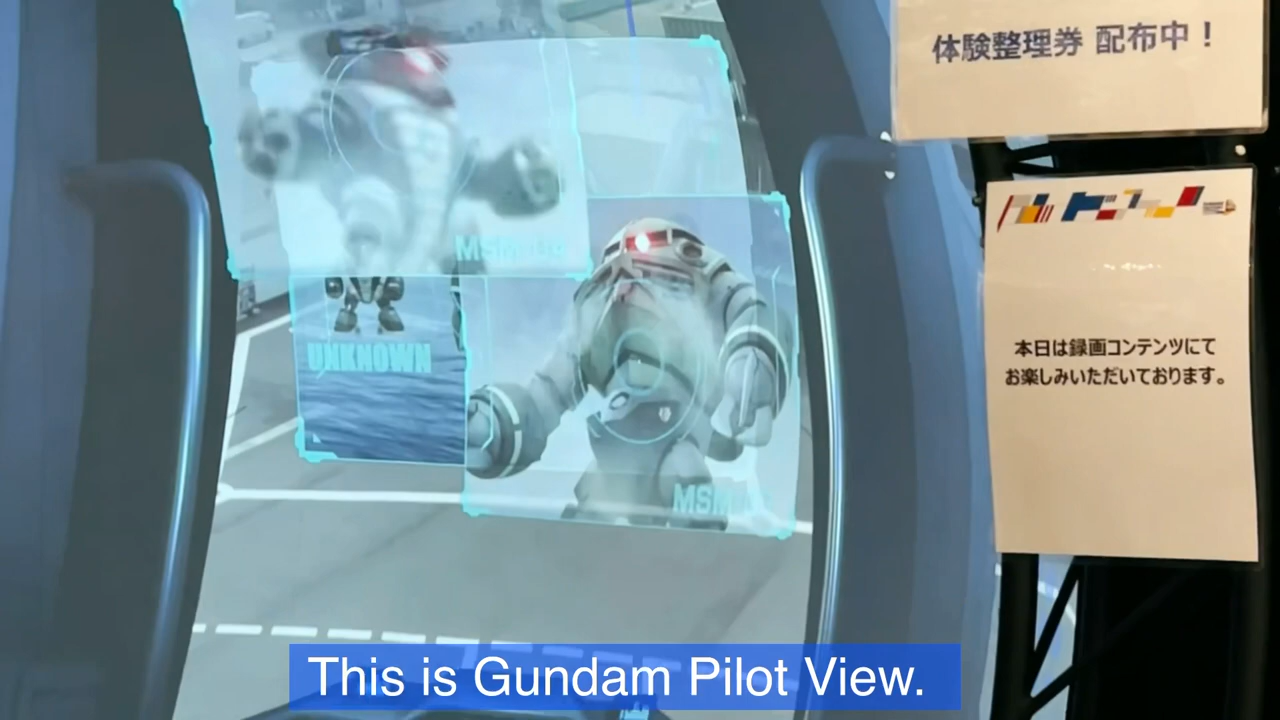 体験整理券 配布中！
本日は録画コンテンツにて
お楽しみいただいております。
UNKNOWN
This is Gundam Pilot View.